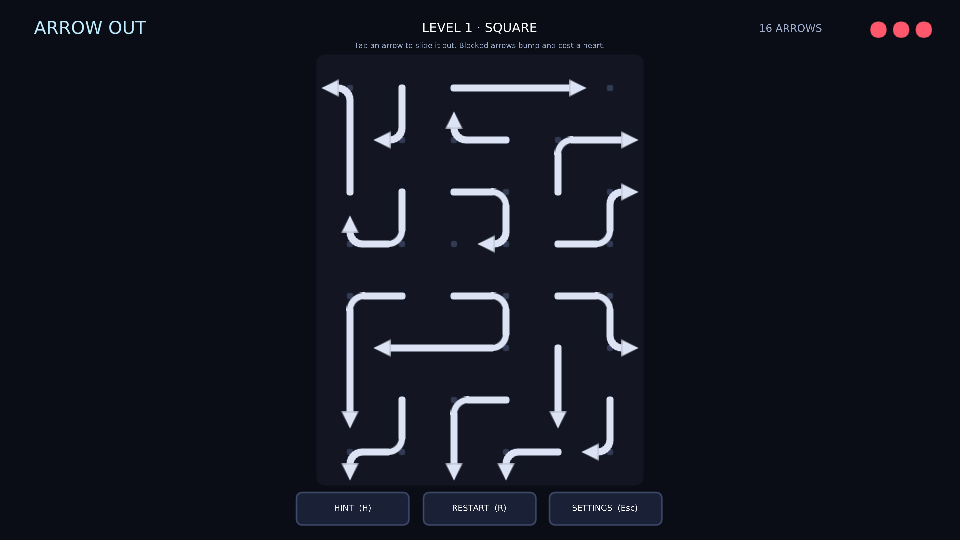 ARROW OUT
LEVEL 1 · SQUARE
16 ARROWS
Tap an arrow to slide it out. Blocked arrows bump and cost a heart.
HINT (H)
RESTART (R)
SETTINGS (Esc)